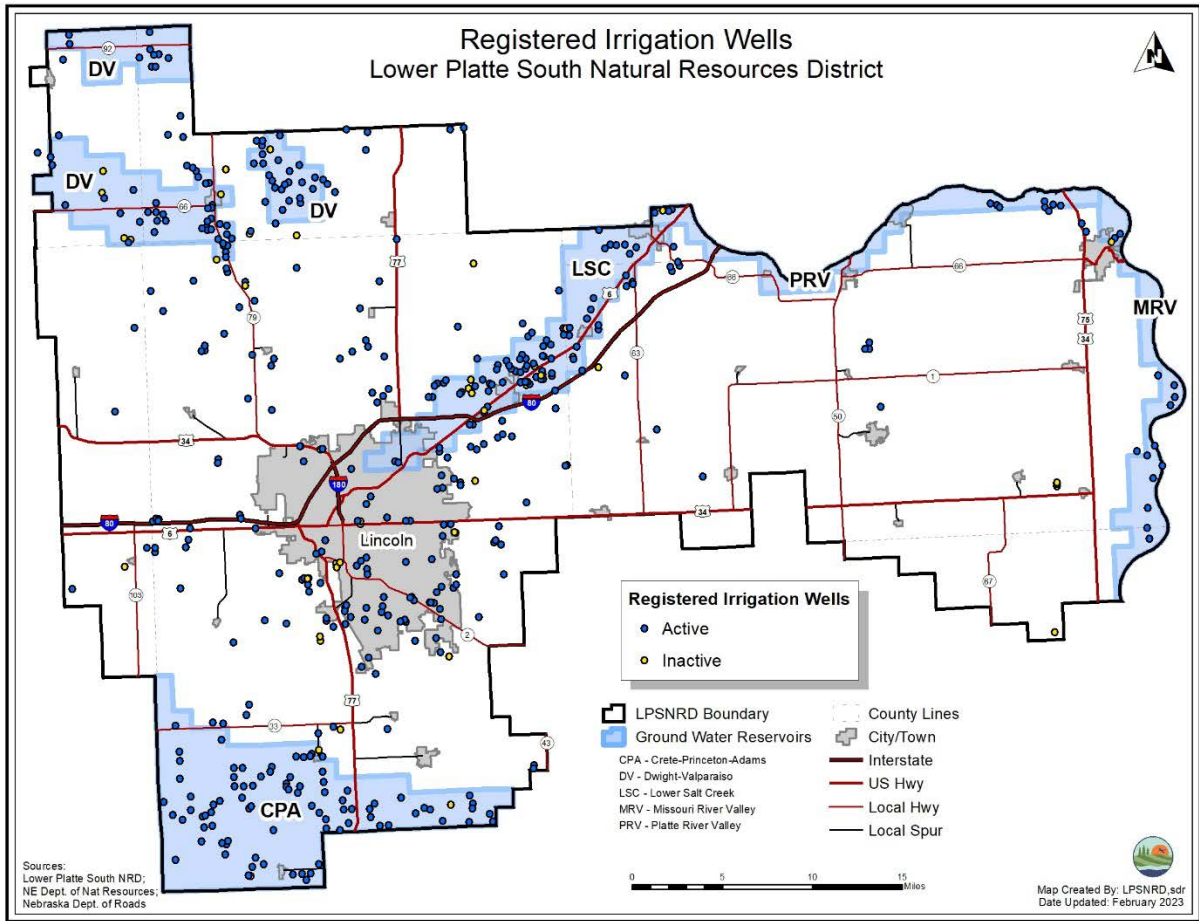 Registered Irrigation Wells
Lower Platte South Natural Resources District
N
92
DV
DV
DV
66
77
79
LSC
6
66
PRV
66
MRV
75
34
63
1
50
80
34
180
80
6
Lincoln
34
103
2
67
77
33
43
CPA
Registered Irrigation Wells
Active
Inactive
LPSNRD Boundary
Ground Water Reservoirs
CPA - Crete-Princeton-Adams
DV - Dwight-Valparaiso
LSC - Lower Salt Creek
MRV - Missouri River Valley
PRV - Platte River Valley
County Lines
City/Town
Interstate
US Hwy
Local Hwy
Local Spur
Sources:
Lower Platte South NRD;
NE Dept. of Nat Resources;
Nebraska Dept. of Roads
0 5 10 15
Miles
Map Created By: LPSNRD,sdr
Date Updated: February 2023